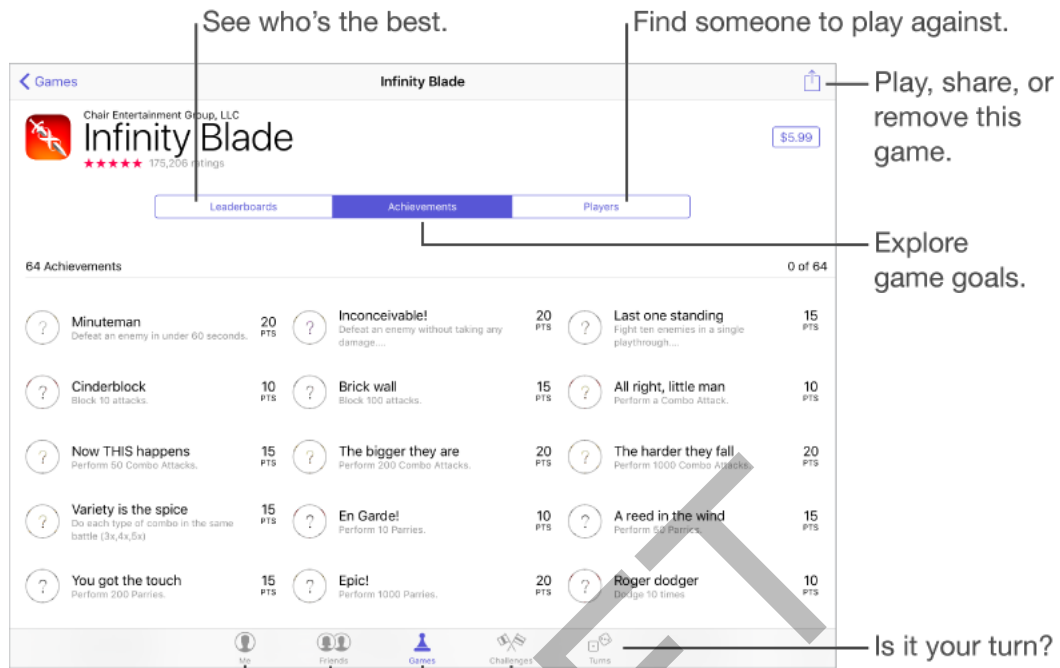 See who's the best.
Find someone to play against.
Games
Infinity Blade
Play, share, or
remove this
game.
Chair Entertainment Group, LLC
Infinity Blade
★★★★★ 175,206 ratings
$5.99
Leaderboards
Achievements
Players
Explore
game goals.
64 Achievements
0 of 64
? Minuteman
Defeat an enemy in under 60 seconds.
20
PTS
? Inconceivable!
Defeat an enemy without taking any
damage....
20
PTS
? Last one standing
Fight ten enemies in a single
playthrough....
15
PTS
? Cinderblock
Block 10 attacks.
10
PTS
? Brick wall
Block 100 attacks.
15
PTS
? All right, little man
Perform a Combo Attack.
10
PTS
? Now THIS happens
Perform 50 Combo Attacks.
15
PTS
? The bigger they are
Perform 200 Combo Attacks.
20
PTS
? The harder they fall
Perform 1000 Combo Attacks.
20
PTS
? Variety is the spice
Do each type of combo in the same
battle (3x,4x,5x)
15
PTS
? En Garde!
Perform 10 Parries.
10
PTS
? A reed in the wind
Perform 50 Parries.
15
PTS
? You got the touch
Perform 200 Parries.
15
PTS
? Epic!
Perform 1000 Parries.
20
PTS
? Roger dodger
Dodge 10 times
10
PTS
Me
Friends
Games
Challenges
Turns
Is it your turn?